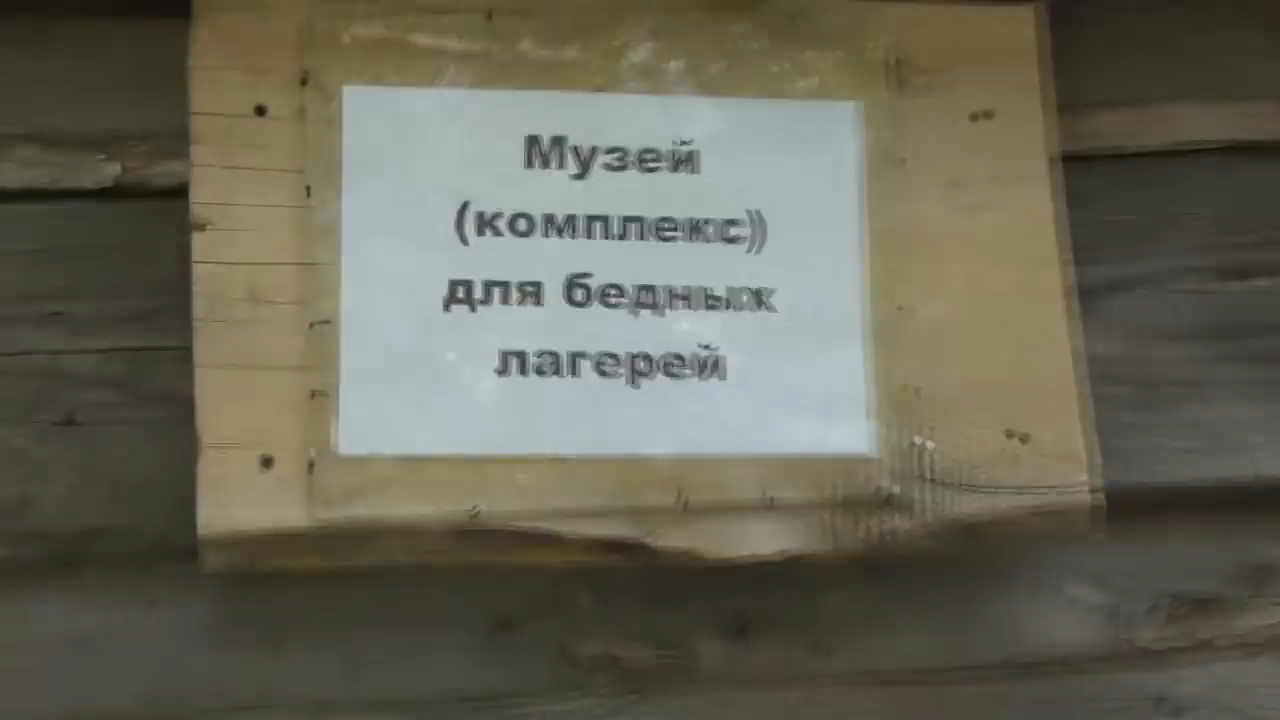 Музей
(комплекс)
для бедных
лагерей